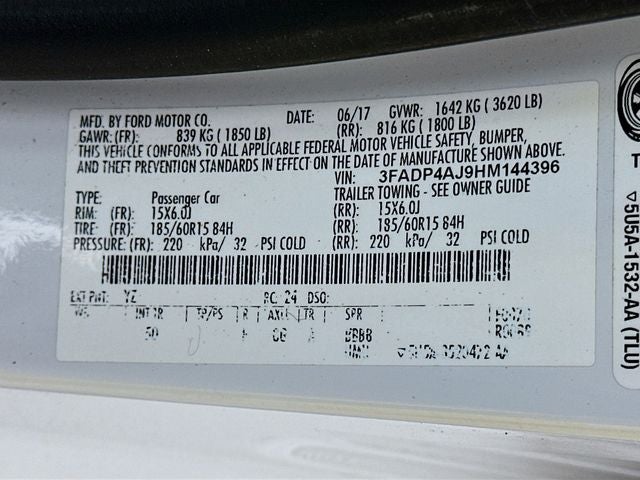 MFD. BY FORD MOTOR CO. DATE: 06/17 GVWR: 1642 KG ( 3620 LB)
GAWR: (FR): 839 KG ( 1850 LB) (RR): 816 KG ( 1800 LB)
THIS VEHICLE CONFORMS TO ALL APPLICABLE FEDERAL MOTOR VEHICLE SAFETY, BUMPER,
AND THEFT PREVENTION STANDARDS IN EFFECT ON THE DATE OF MANUFACTURE SHOWN ABOVE.
VIN: 3FADP4AJ9HM144396
TYPE: Passenger Car TRAILER TOWING - SEE OWNER GUIDE
RIM: (FR): 15X6.0J (RR): 15X6.0J
TIRE: (FR): 185/60R15 84H (RR): 185/60R15 84H
PRESSURE: (FR): 220 kPa/ 32 PSI COLD (RR): 220 kPa/ 32 PSI COLD
EXT PNT: YZ RC: 24 DSO:
WB INT TR TP/PS R AXLE TR SPR
▽5U5A-1532-AA (TLU)